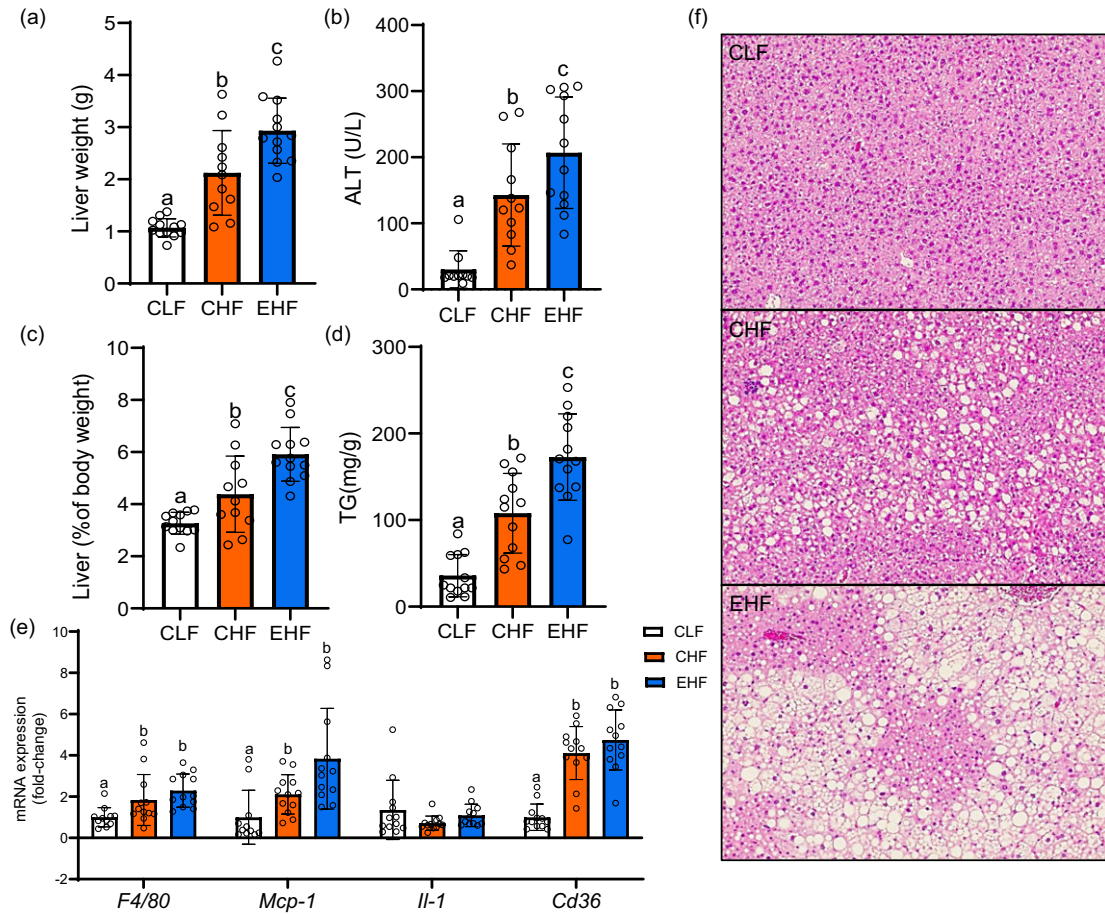 (a)
Liver weight (g)
5
4
3
2
1
0
a
b
c
CLF
CHF
EHF
(b)
ALT (U/L)
400
300
200
100
0
a
b
c
CLF
CHF
EHF
(c)
Liver (%of body weight)
10
8
6
4
2
0
a
b
c
CLF
CHF
EHF
(d)
TG(mg/g)
300
200
100
0
a
b
c
CLF
CHF
EHF
(e)
mRNA expression
(fold-change)
10
8
6
4
2
0
-2
a
b
b
a
b
b
a
b
b
F4/80
Mcp-1
Il-1
Cd36
CLF
CHF
EHF
(f)
CLF
CHF
EHF